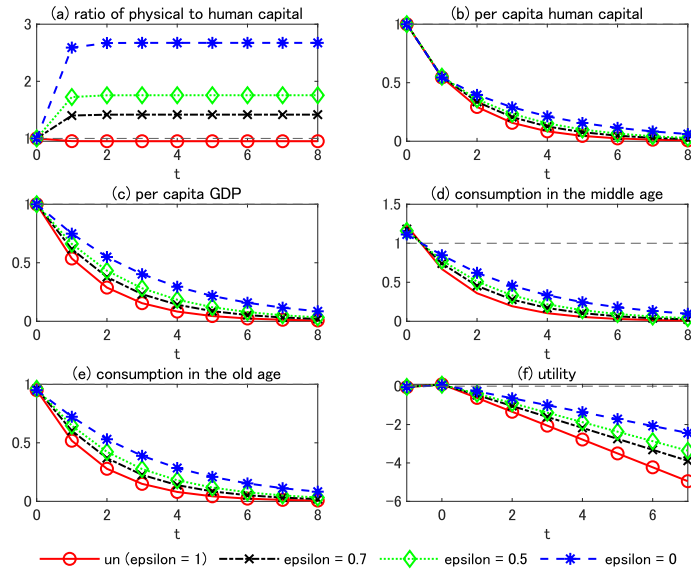 (a) ratio of physical to human capital
3
2
1
0 2 4 6 8
t
(b) per capita human capital
1
0.5
0
0 2 4 6 8
t
(c) per capita GDP
1
0.5
0
0 2 4 6 8
t
(d) consumption in the middle age
1.5
1
0.5
0
0 2 4 6 8
t
(e) consumption in the old age
1
0.5
0
0 2 4 6 8
t
(f) utility
0
-2
-4
-6
0 2 4 6
t
un (epsilon = 1) epsilon = 0.7 epsilon = 0.5 epsilon = 0